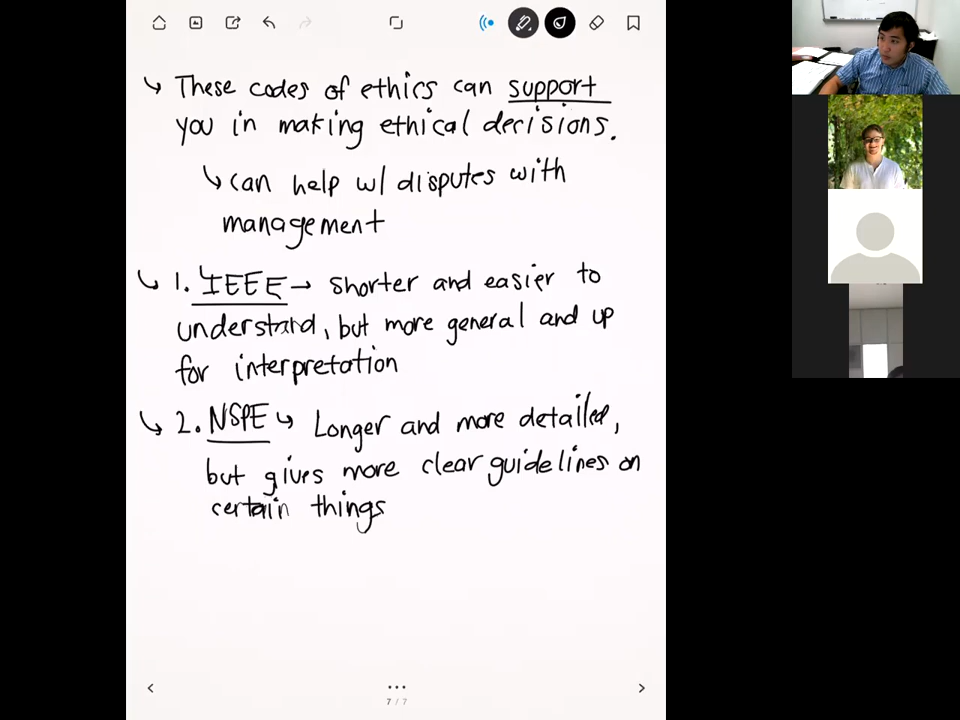 ↳ These codes of ethics can support
you in making ethical decisions.
↳ can help w/ disputes with
management
↳ 1. IEEE → shorter and easier to
understand, but more general and up
for interpretation
↳ 2. NSPE ↳ Longer and more detailed,
but gives more clear guidelines on
certain things
7 / 7